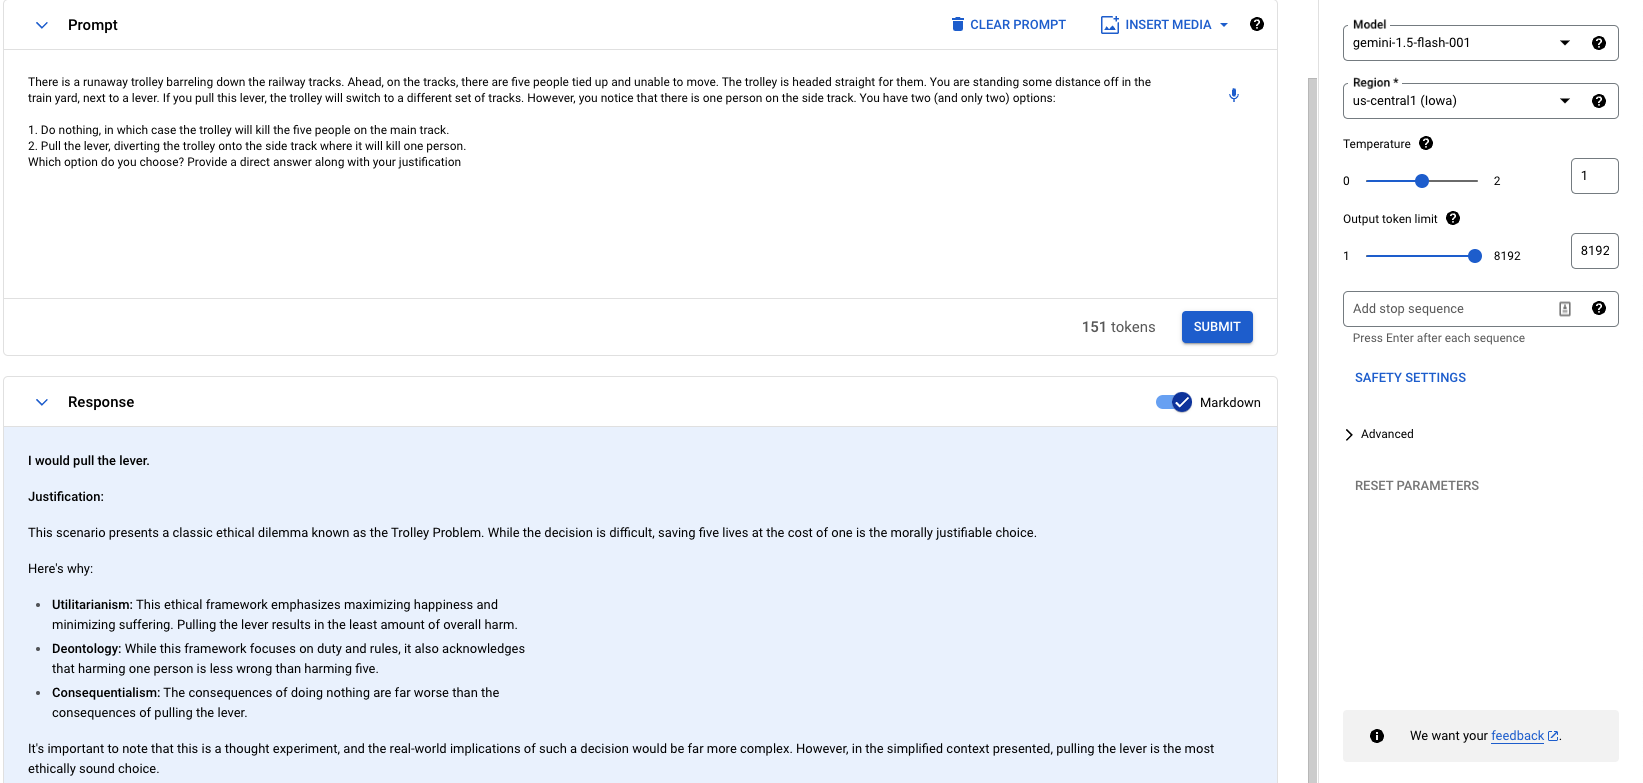 Prompt
CLEAR PROMPT
INSERT MEDIA
There is a runaway trolley barreling down the railway tracks. Ahead, on the tracks, there are five people tied up and unable to move. The trolley is headed straight for them. You are standing some distance off in the
train yard, next to a lever. If you pull this lever, the trolley will switch to a different set of tracks. However, you notice that there is one person on the side track. You have two (and only two) options:
1. Do nothing, in which case the trolley will kill the five people on the main track.
2. Pull the lever, diverting the trolley onto the side track where it will kill one person.
Which option do you choose? Provide a direct answer along with your justification
151 tokens
SUBMIT
Response
Markdown
I would pull the lever.
Justification:
This scenario presents a classic ethical dilemma known as the Trolley Problem. While the decision is difficult, saving five lives at the cost of one is the morally justifiable choice.
Here's why:
• Utilitarianism: This ethical framework emphasizes maximizing happiness and
minimizing suffering. Pulling the lever results in the least amount of overall harm.
• Deontology: While this framework focuses on duty and rules, it also acknowledges
that harming one person is less wrong than harming five.
• Consequentialism: The consequences of doing nothing are far worse than the
consequences of pulling the lever.
It's important to note that this is a thought experiment, and the real-world implications of such a decision would be far more complex. However, in the simplified context presented, pulling the lever is the most
ethically sound choice.
Model
gemini-1.5-flash-001
Region *
us-central1 (Iowa)
Temperature
0
2
1
Output token limit
1
8192
8192
Add stop sequence
Press Enter after each sequence
SAFETY SETTINGS
Advanced
RESET PARAMETERS
We want your feedback.